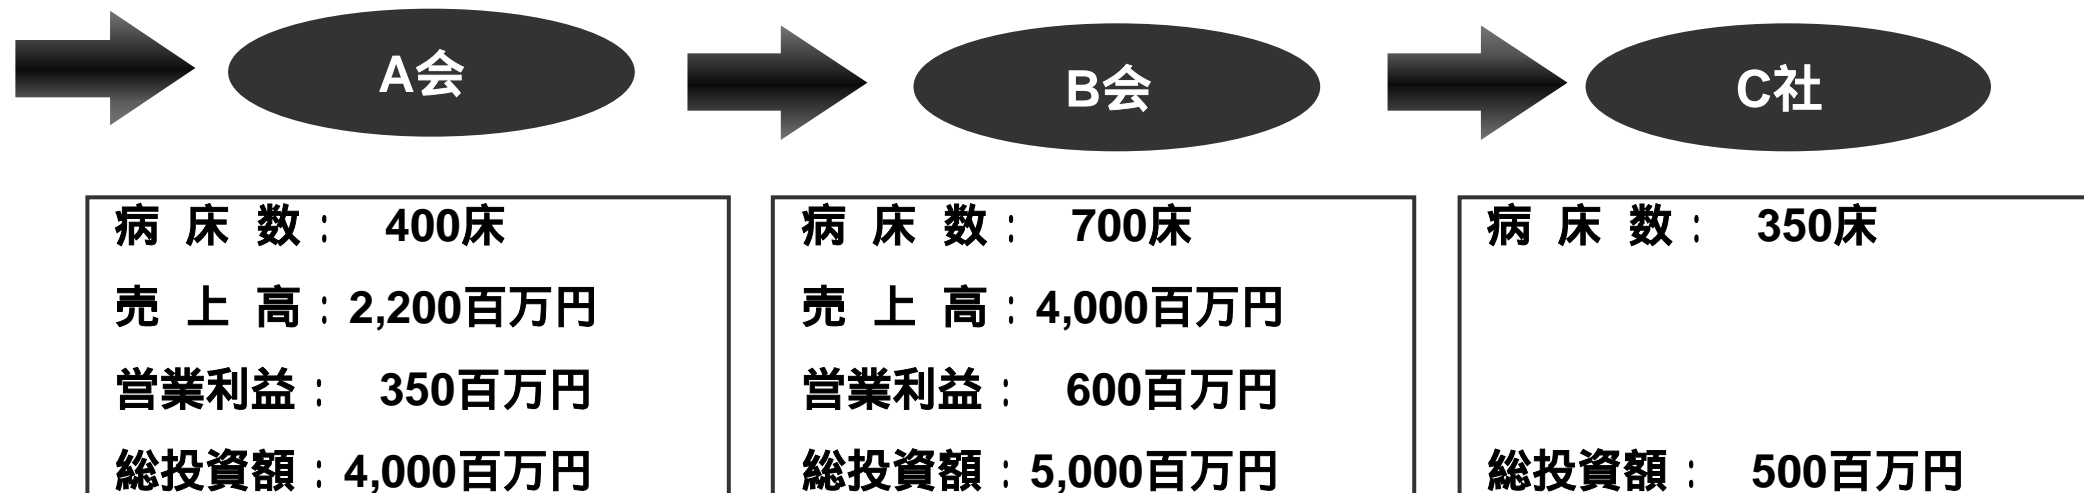 A会
B会
C社
病 床 数： 400床
売 上 高：2,200百万円
営業利益： 350百万円
総投資額：4,000百万円
病 床 数： 700床
売 上 高：4,000百万円
営業利益： 600百万円
総投資額：5,000百万円
病 床 数： 350床
総投資額： 500百万円